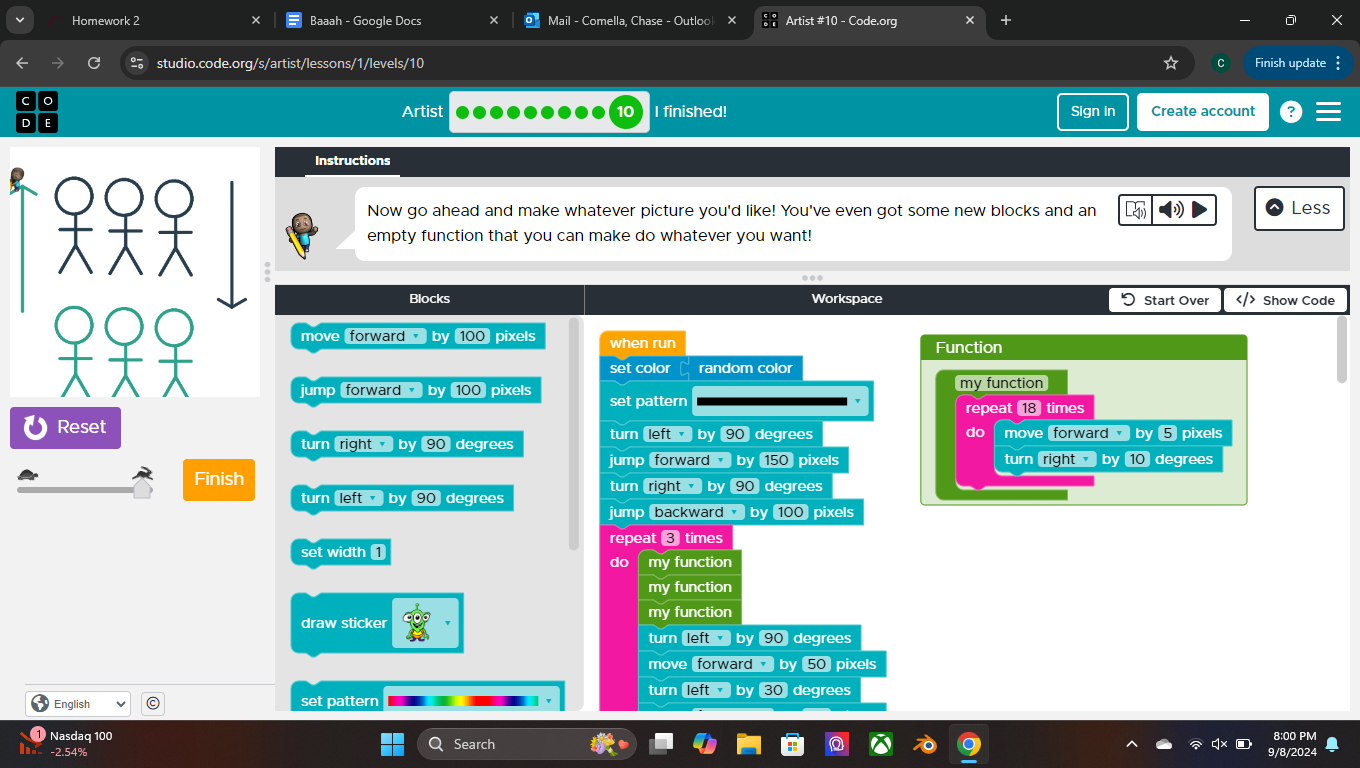 Homework 2
Baaah - Google Docs
Mail - Comella, Chase - Outlool
Artist #10 - Code.org
studio.code.org/s/artist/lessons/1/levels/10
C
Finish update
C O
D E
Artist
10
I finished!
Sign in
Create account
?
Instructions
Now go ahead and make whatever picture you'd like! You've even got some new blocks and an
empty function that you can make do whatever you want!
Less
Blocks
Workspace
Start Over
</> Show Code
Reset
Finish
move forward by 100 pixels
jump forward by 100 pixels
turn right by 90 degrees
turn left by 90 degrees
set width 1
draw sticker
set pattern
when run
set color random color
set pattern
turn left by 90 degrees
jump forward by 150 pixels
turn right by 90 degrees
jump backward by 100 pixels
repeat 3 times
do my function
my function
my function
turn left by 90 degrees
move forward by 50 pixels
turn left by 30 degrees
Function
my function
repeat 18 times
do move forward by 5 pixels
turn right by 10 degrees
English
©
1
Nasdaq 100
-2.54%
Search
8:00 PM
9/8/2024